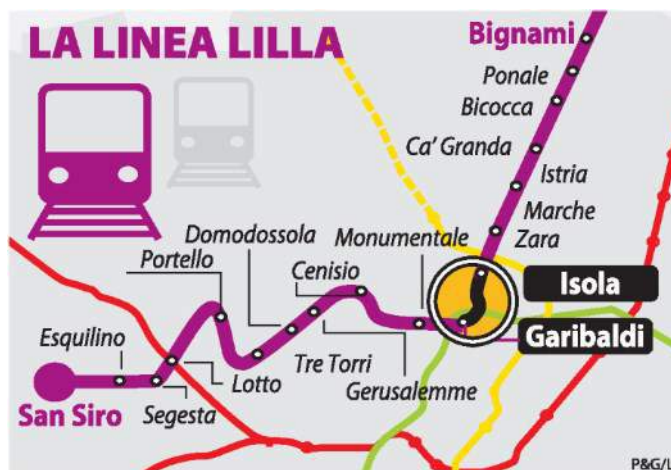 LA LINEA LILLA
Bignami
Ponale
Bicocca
Ca' Granda
Istria
Marche
Zara
Isola
Garibaldi
Monumentale
Domodossola
Cenisio
Portello
Gerusalemme
Tre Torri
Lotto
Esquilino
Segesta
San Siro